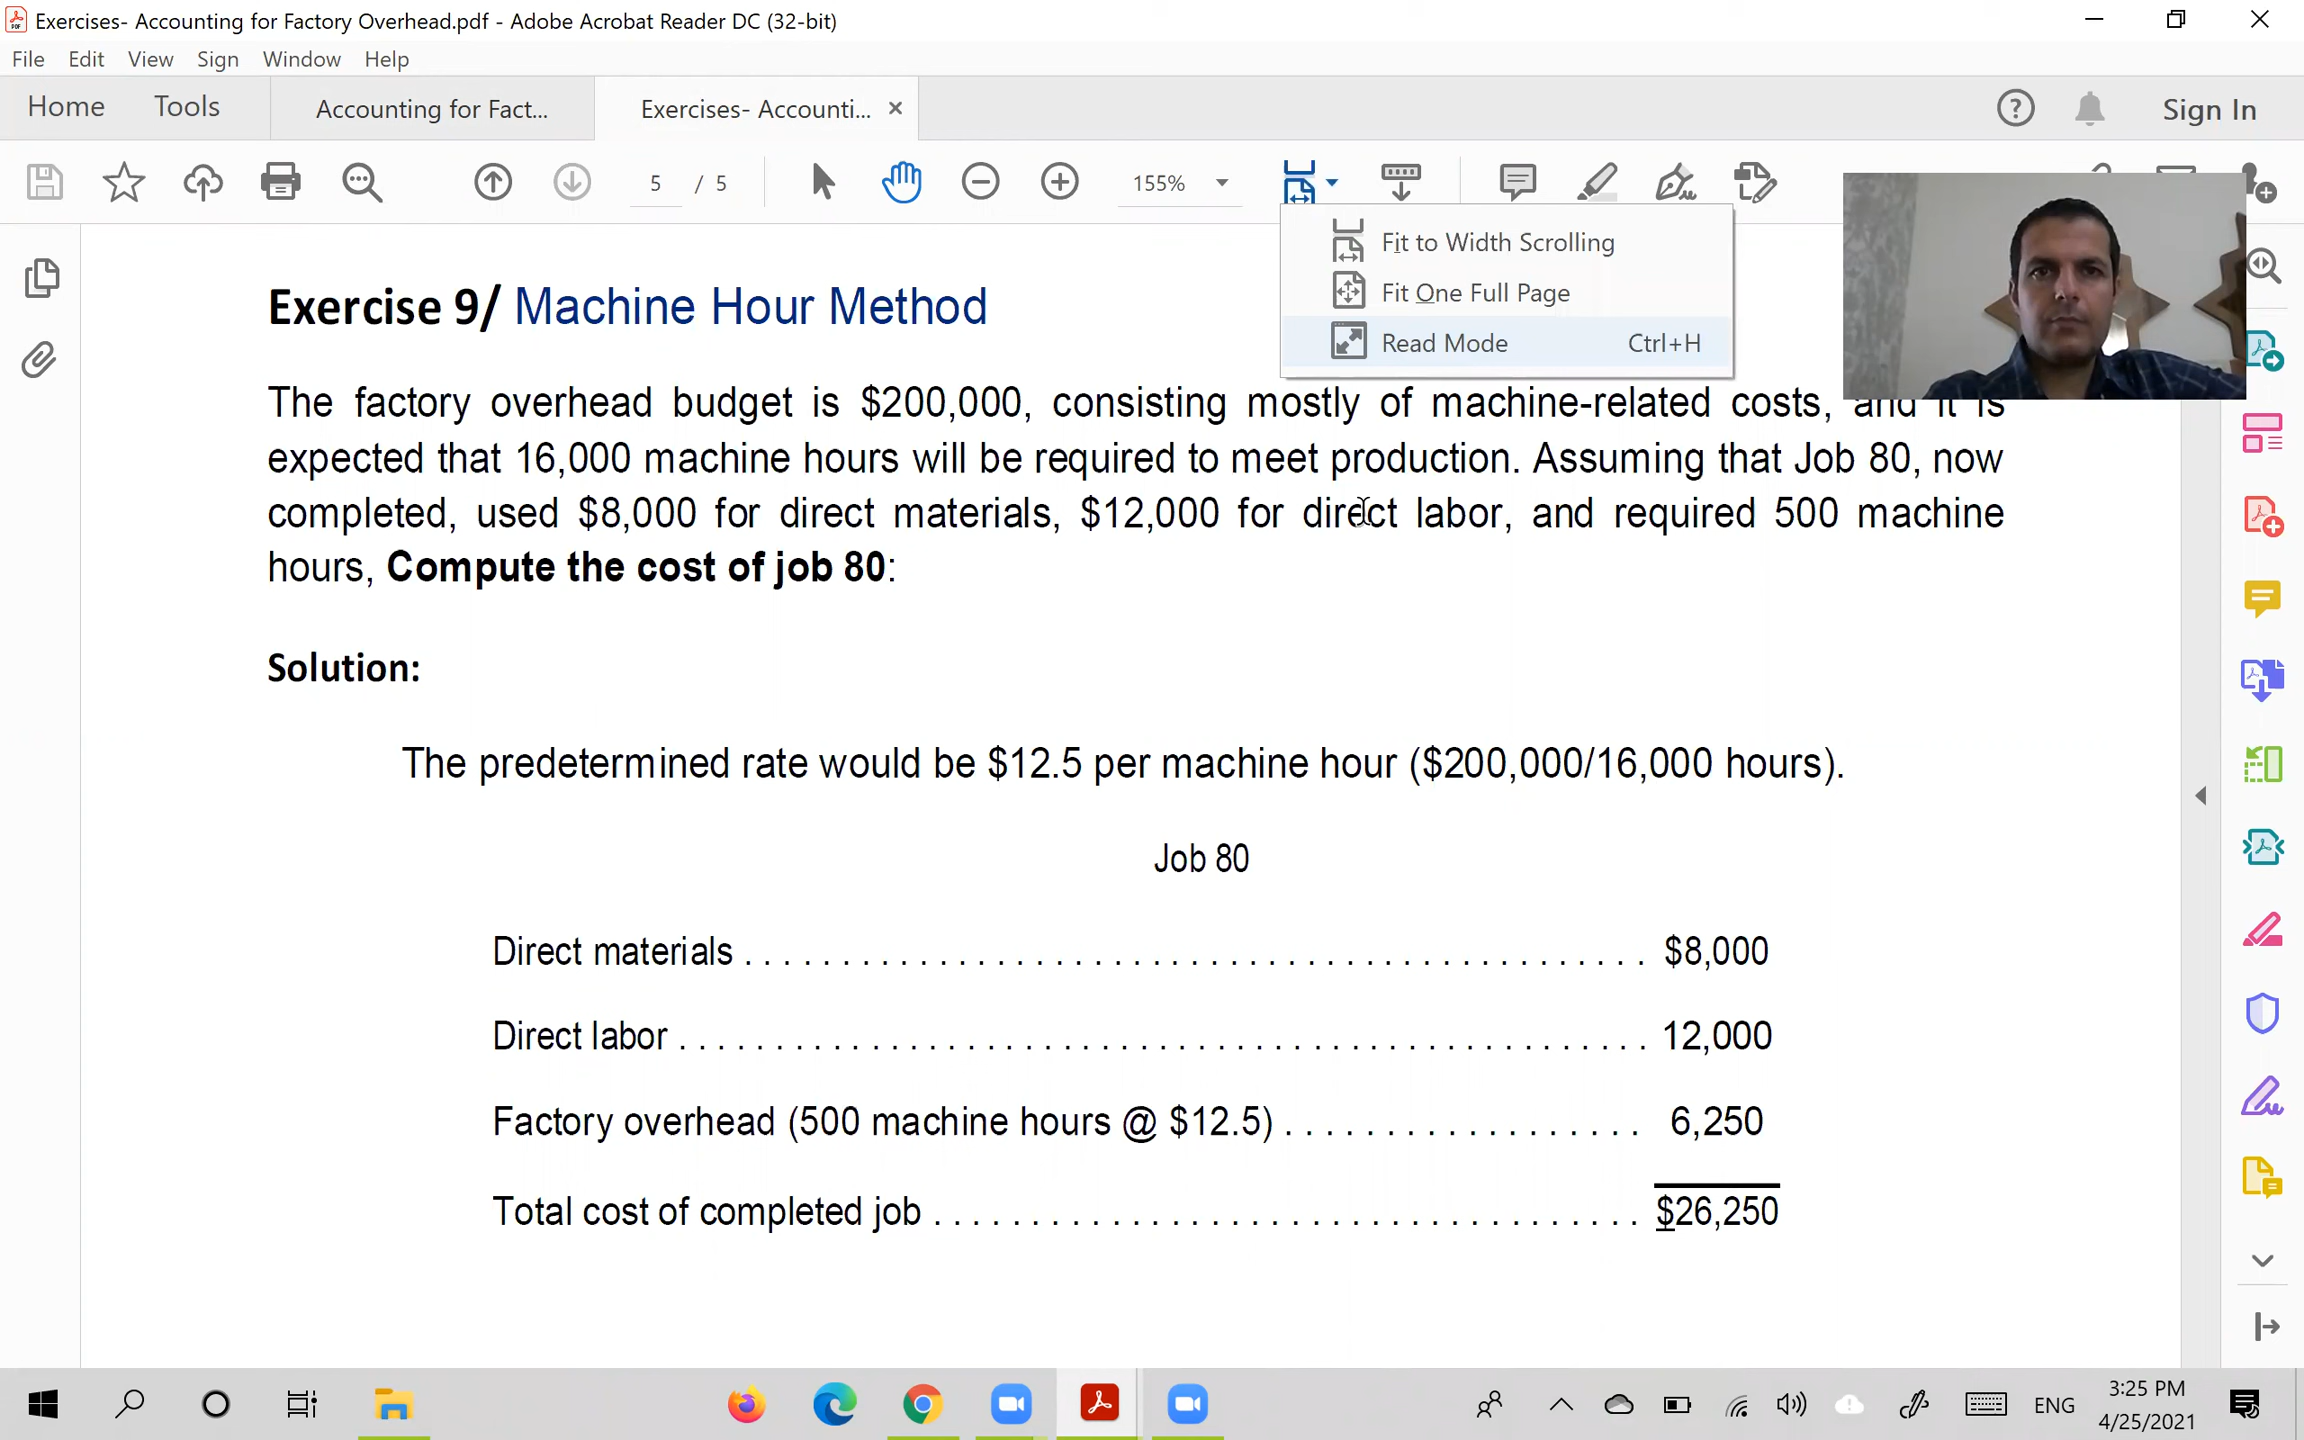 Exercises- Accounting for Factory Overhead.pdf - Adobe Acrobat Reader DC (32-bit)
File Edit View Sign Window Help
Home Tools Accounting for Fact... Exercises- Accounti... Sign In
5 / 5 155%
Fit to Width Scrolling
Fit One Full Page
Read Mode Ctrl+H
Exercise 9/ Machine Hour Method
The factory overhead budget is $200,000, consisting mostly of machine-related costs, and it is
expected that 16,000 machine hours will be required to meet production. Assuming that Job 80, now
completed, used $8,000 for direct materials, $12,000 for direct labor, and required 500 machine
hours, Compute the cost of job 80:
Solution:
The predetermined rate would be $12.5 per machine hour ($200,000/16,000 hours).
Job 80
Direct materials . . . . . . . . . . . . . . . . . . . . . . . . . . . . . . . . . . . . . . . . . . . . . . . $8,000
Direct labor . . . . . . . . . . . . . . . . . . . . . . . . . . . . . . . . . . . . . . . . . . . . . . . . . . 12,000
Factory overhead (500 machine hours @ $12.5) . . . . . . . . . . . . . . . . . . 6,250
Total cost of completed job . . . . . . . . . . . . . . . . . . . . . . . . . . . . . . . . . . . . $26,250
ENG
3:25 PM
4/25/2021